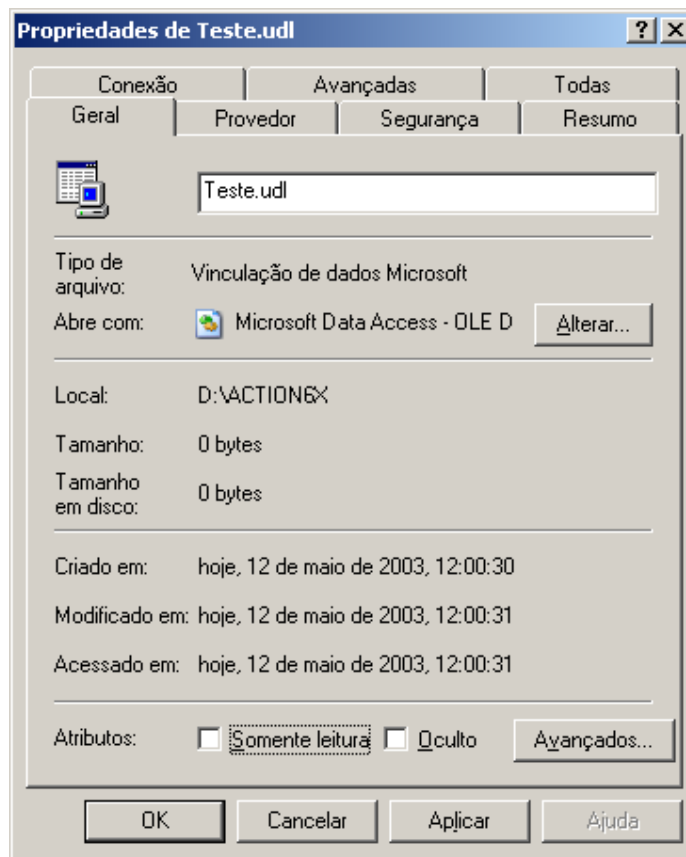 Propriedades de Teste.udl
Conexão Avançadas Todas
Geral Provedor Segurança Resumo
Teste.udl
Tipo de
arquivo: Vinculação de dados Microsoft
Abre com: Microsoft Data Access - OLE D Alterar...
Local: D:\ACTION6X
Tamanho: 0 bytes
Tamanho
em disco: 0 bytes
Criado em: hoje, 12 de maio de 2003, 12:00:30
Modificado em: hoje, 12 de maio de 2003, 12:00:31
Acessado em: hoje, 12 de maio de 2003, 12:00:31
Atributos: Somente leitura Oculto Avançados...
OK Cancelar Aplicar Ajuda